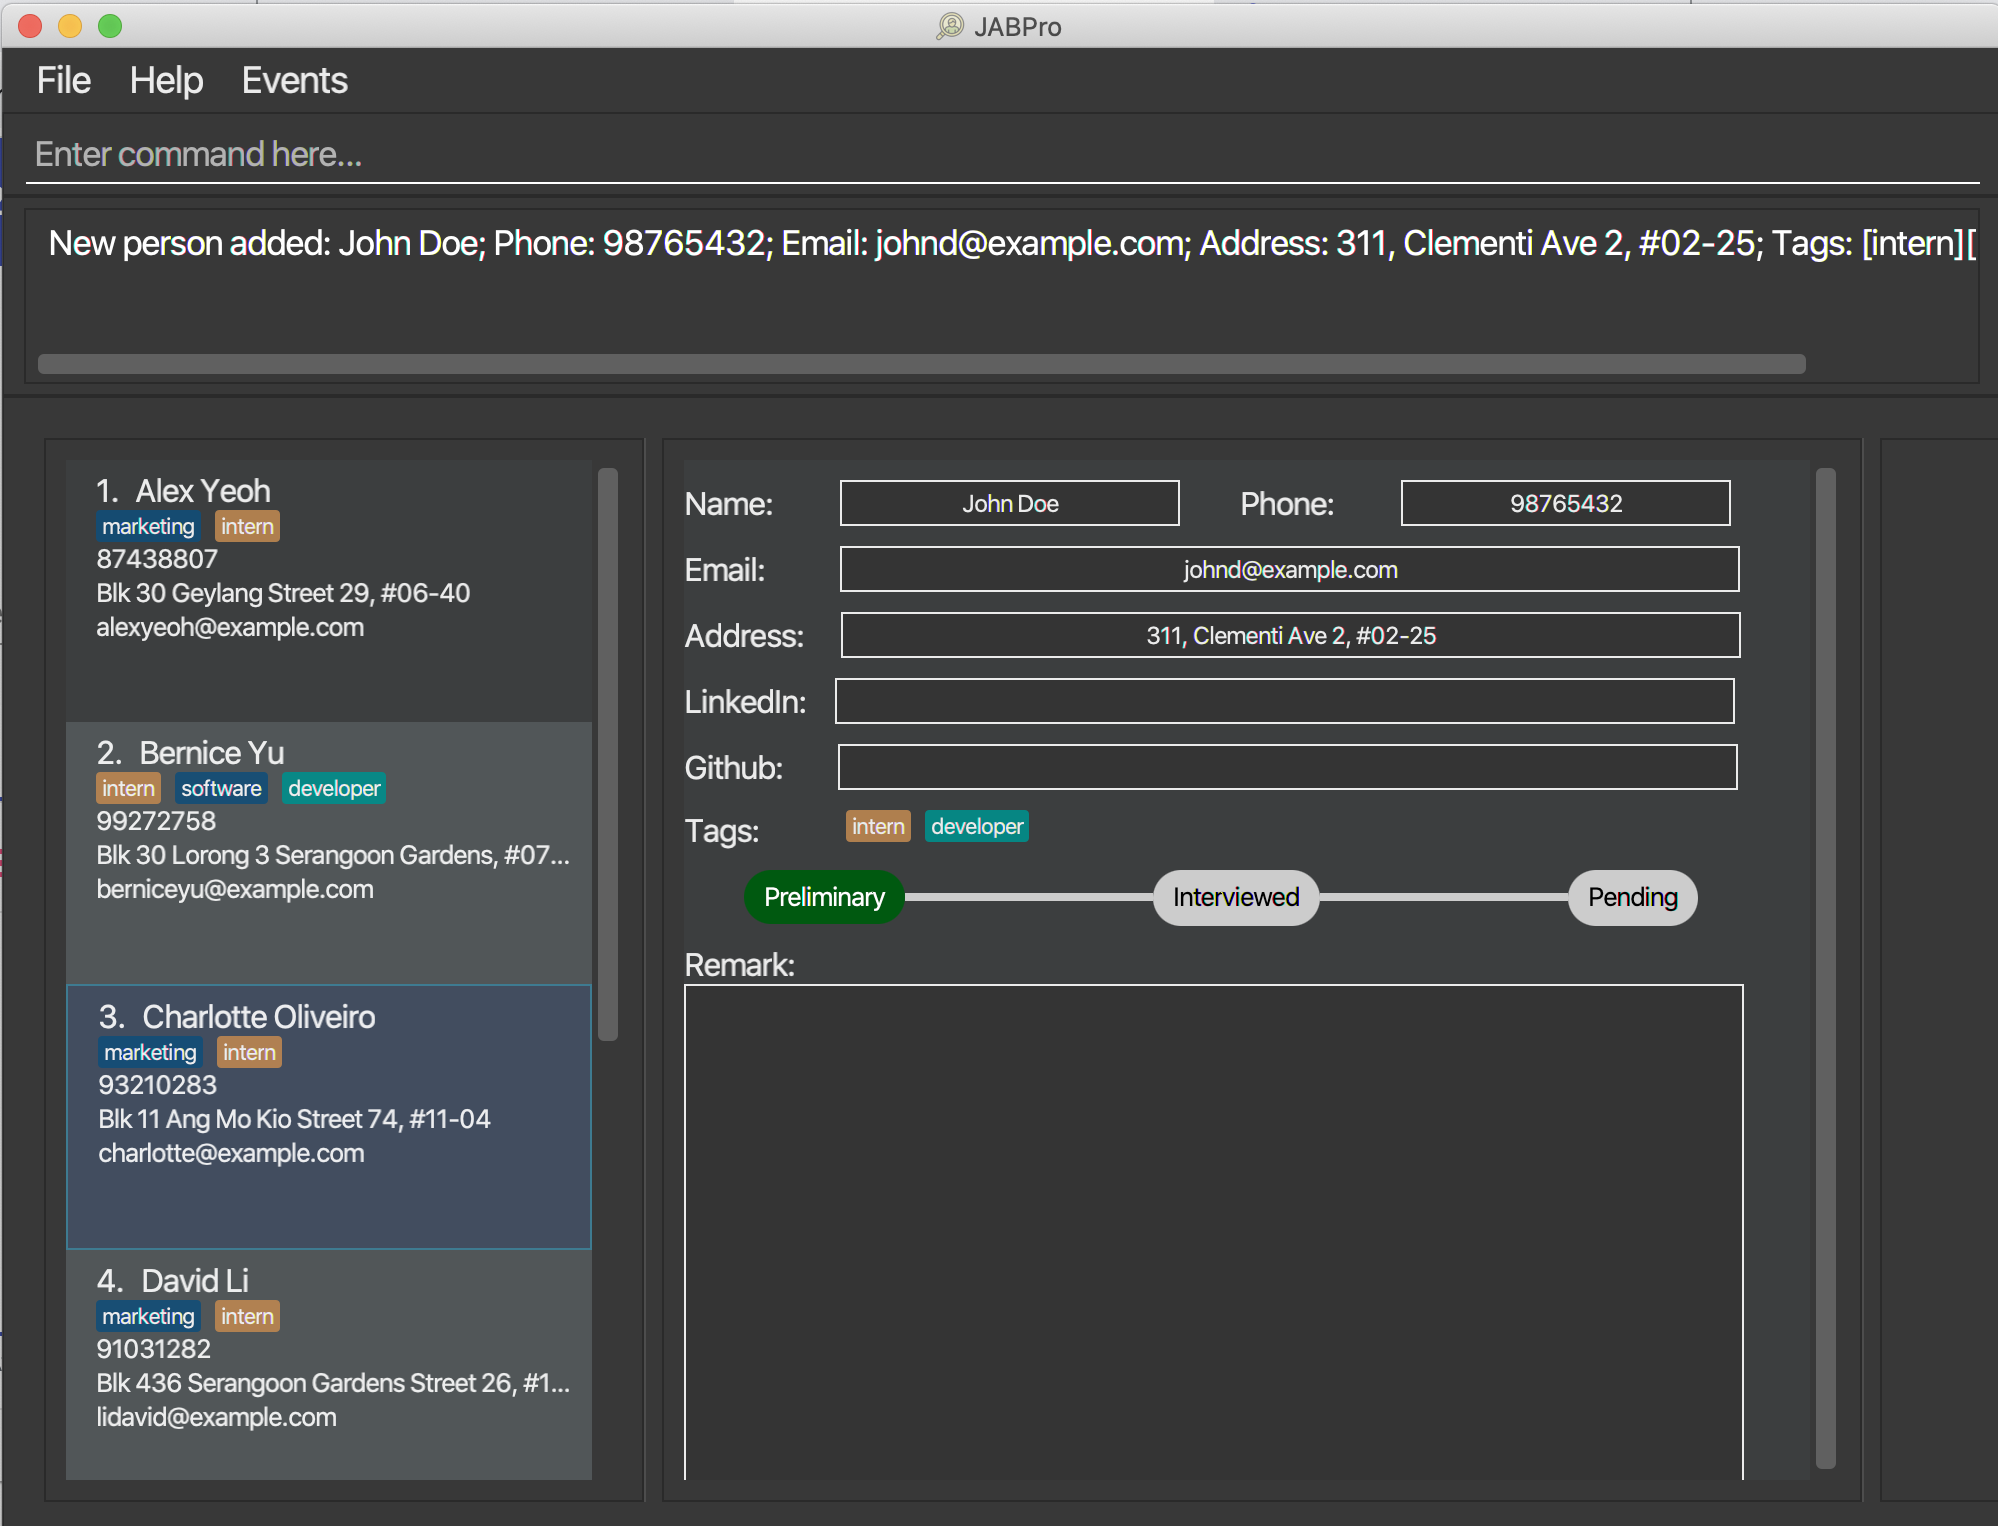 JABPro
File Help Events
Enter command here...
New person added: John Doe; Phone: 98765432; Email: johnd@example.com; Address: 311, Clementi Ave 2, #02-25; Tags: [intern][
1. Alex Yeoh
marketing intern
87438807
Blk 30 Geylang Street 29, #06-40
alexyeoh@example.com
2. Bernice Yu
intern software developer
99272758
Blk 30 Lorong 3 Serangoon Gardens, #07...
berniceyu@example.com
3. Charlotte Oliveiro
marketing intern
93210283
Blk 11 Ang Mo Kio Street 74, #11-04
charlotte@example.com
4. David Li
marketing intern
91031282
Blk 436 Serangoon Gardens Street 26, #1...
lidavid@example.com
Name: John Doe Phone: 98765432
Email: johnd@example.com
Address: 311, Clementi Ave 2, #02-25
LinkedIn:
Github:
Tags: intern developer
Preliminary Interviewed Pending
Remark: